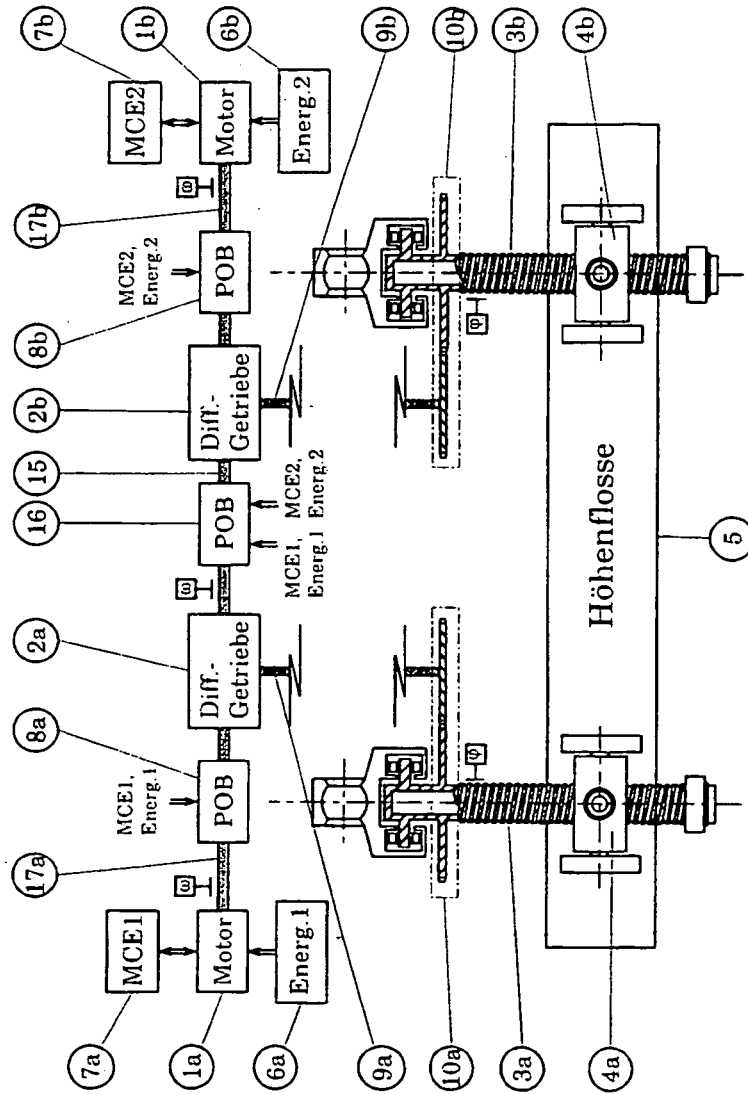 17a
8a
2a
16
15
2b
8b
17b
7a
MCE1
MCE1,
Energ.1
MCE2,
Energ.2
MCE2
7b
ω
ω
ω
1a
Motor
POB
Diff.-
Getriebe
POB
Diff.-
Getriebe
POB
Motor
1b
6a
Energ.1
MCE1,
Energ.1
MCE2,
Energ.2
Energ.2
6b
9a
9b
10a
10b
φ
φ
3a
3b
4a
Höhenflosse
4b
5